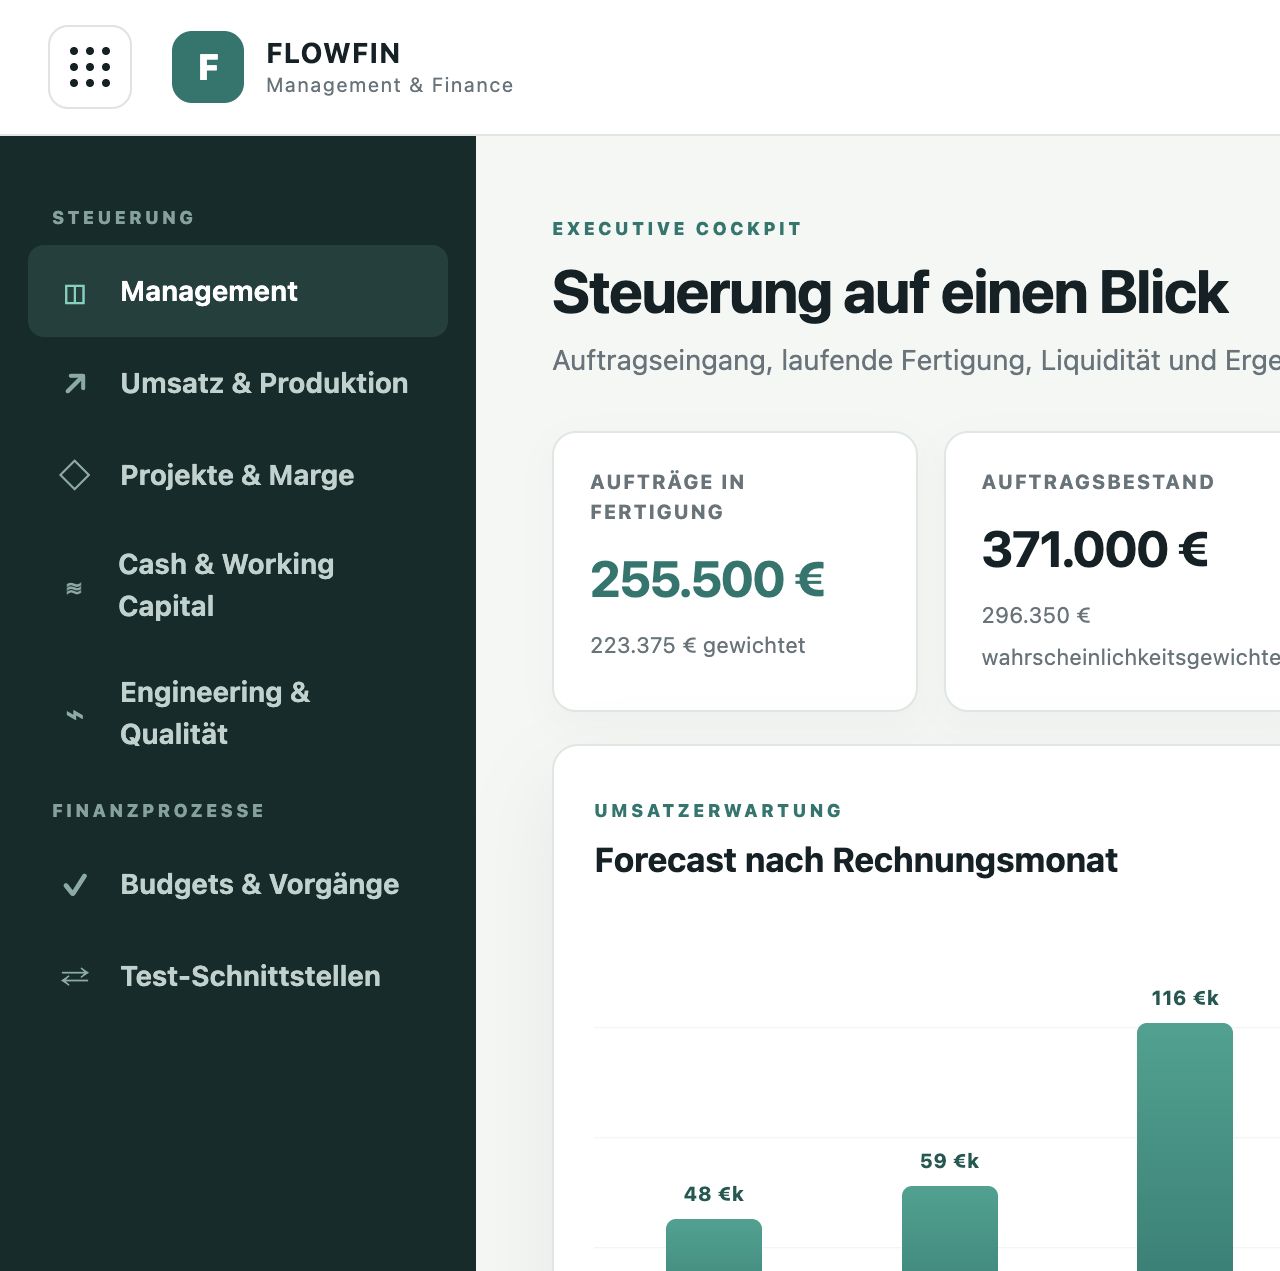 F
FLOWFIN
Management & Finance
STEUERUNG
Management
Umsatz & Produktion
Projekte & Marge
Cash & Working
Capital
Engineering &
Qualität
FINANZPROZESSE
Budgets & Vorgänge
Test-Schnittstellen
EXECUTIVE COCKPIT
Steuerung auf einen Blick
Auftragseingang, laufende Fertigung, Liquidität und Erge
AUFTRÄGE IN
FERTIGUNG
255.500 €
223.375 € gewichtet
AUFTRAGSBESTAND
371.000 €
296.350 €
wahrscheinlichkeitsgewichte
UMSATZERWARTUNG
Forecast nach Rechnungsmonat
116 €k
59 €k
48 €k